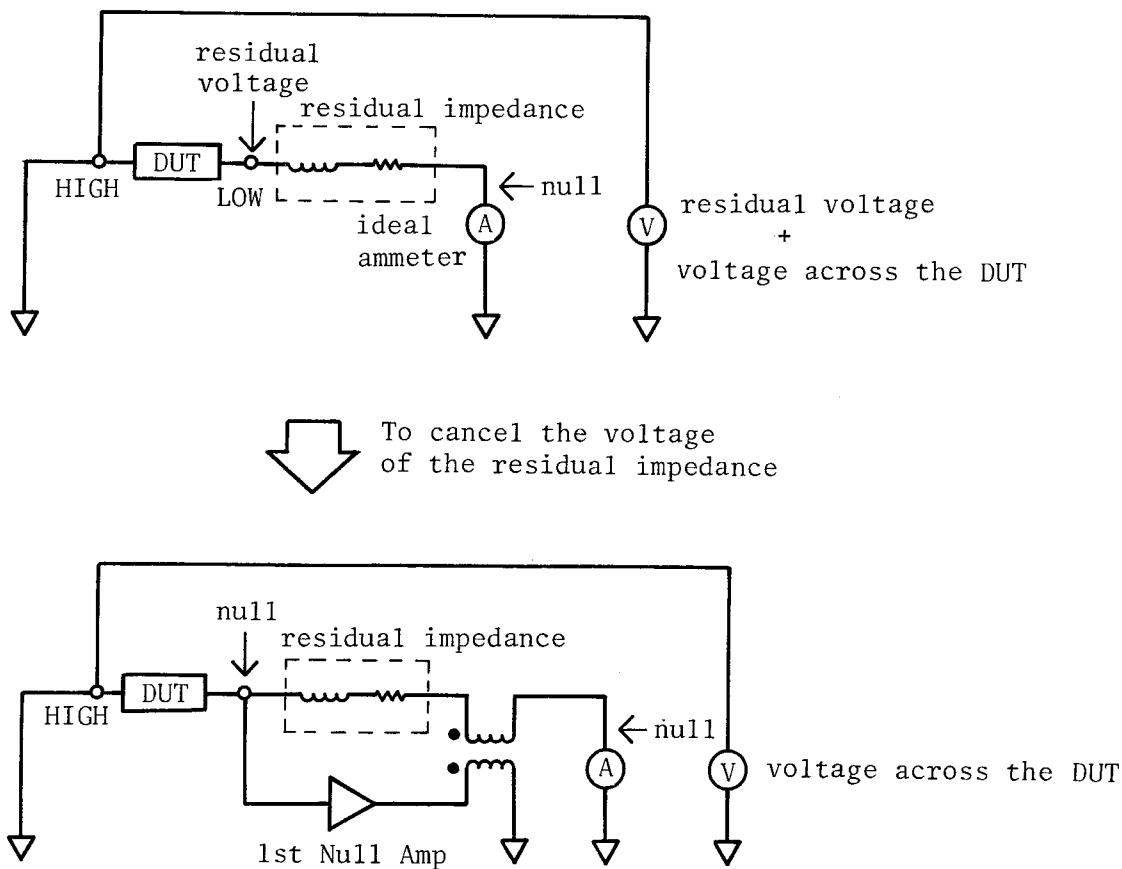 residual
voltage
residual impedance
DUT
HIGH
LOW
null
ideal
ammeter
A
V
residual voltage
+
voltage across the DUT
To cancel the voltage
of the residual impedance
null
residual impedance
DUT
HIGH
null
A
V
voltage across the DUT
1st Null Amp